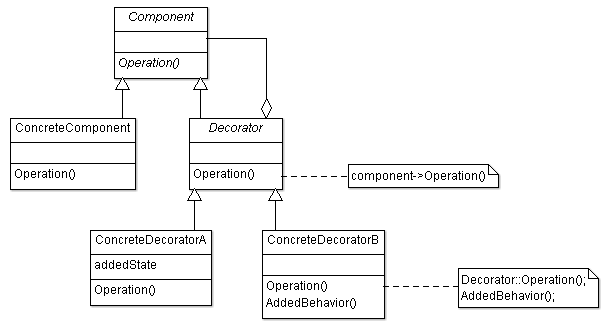 Component
Operation()
ConcreteComponent
Operation()
Decorator
Operation()
component->Operation()
ConcreteDecoratorA
addedState
Operation()
ConcreteDecoratorB
Operation()
AddedBehavior()
Decorator::Operation();
AddedBehavior();